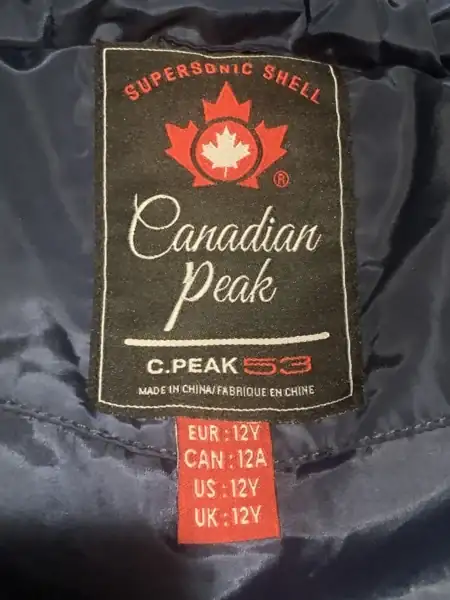 SUPERSONIC SHELL
®
Canadian
Peak
C.PEAK 53
MADE IN CHINA/FABRIQUE EN CHINE
EUR:12Y
CAN:12A
US:12Y
UK:12Y